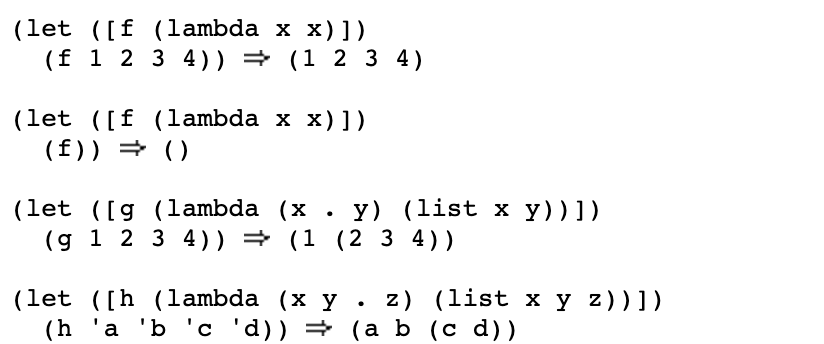 (let ([f (lambda x x)])
(f 1 2 3 4)) ⇒ (1 2 3 4)
(let ([f (lambda x x)])
(f)) ⇒ ()
(let ([g (lambda (x . y) (list x y))])
(g 1 2 3 4)) ⇒ (1 (2 3 4))
(let ([h (lambda (x y . z) (list x y z))])
(h 'a 'b 'c 'd)) ⇒ (a b (c d))